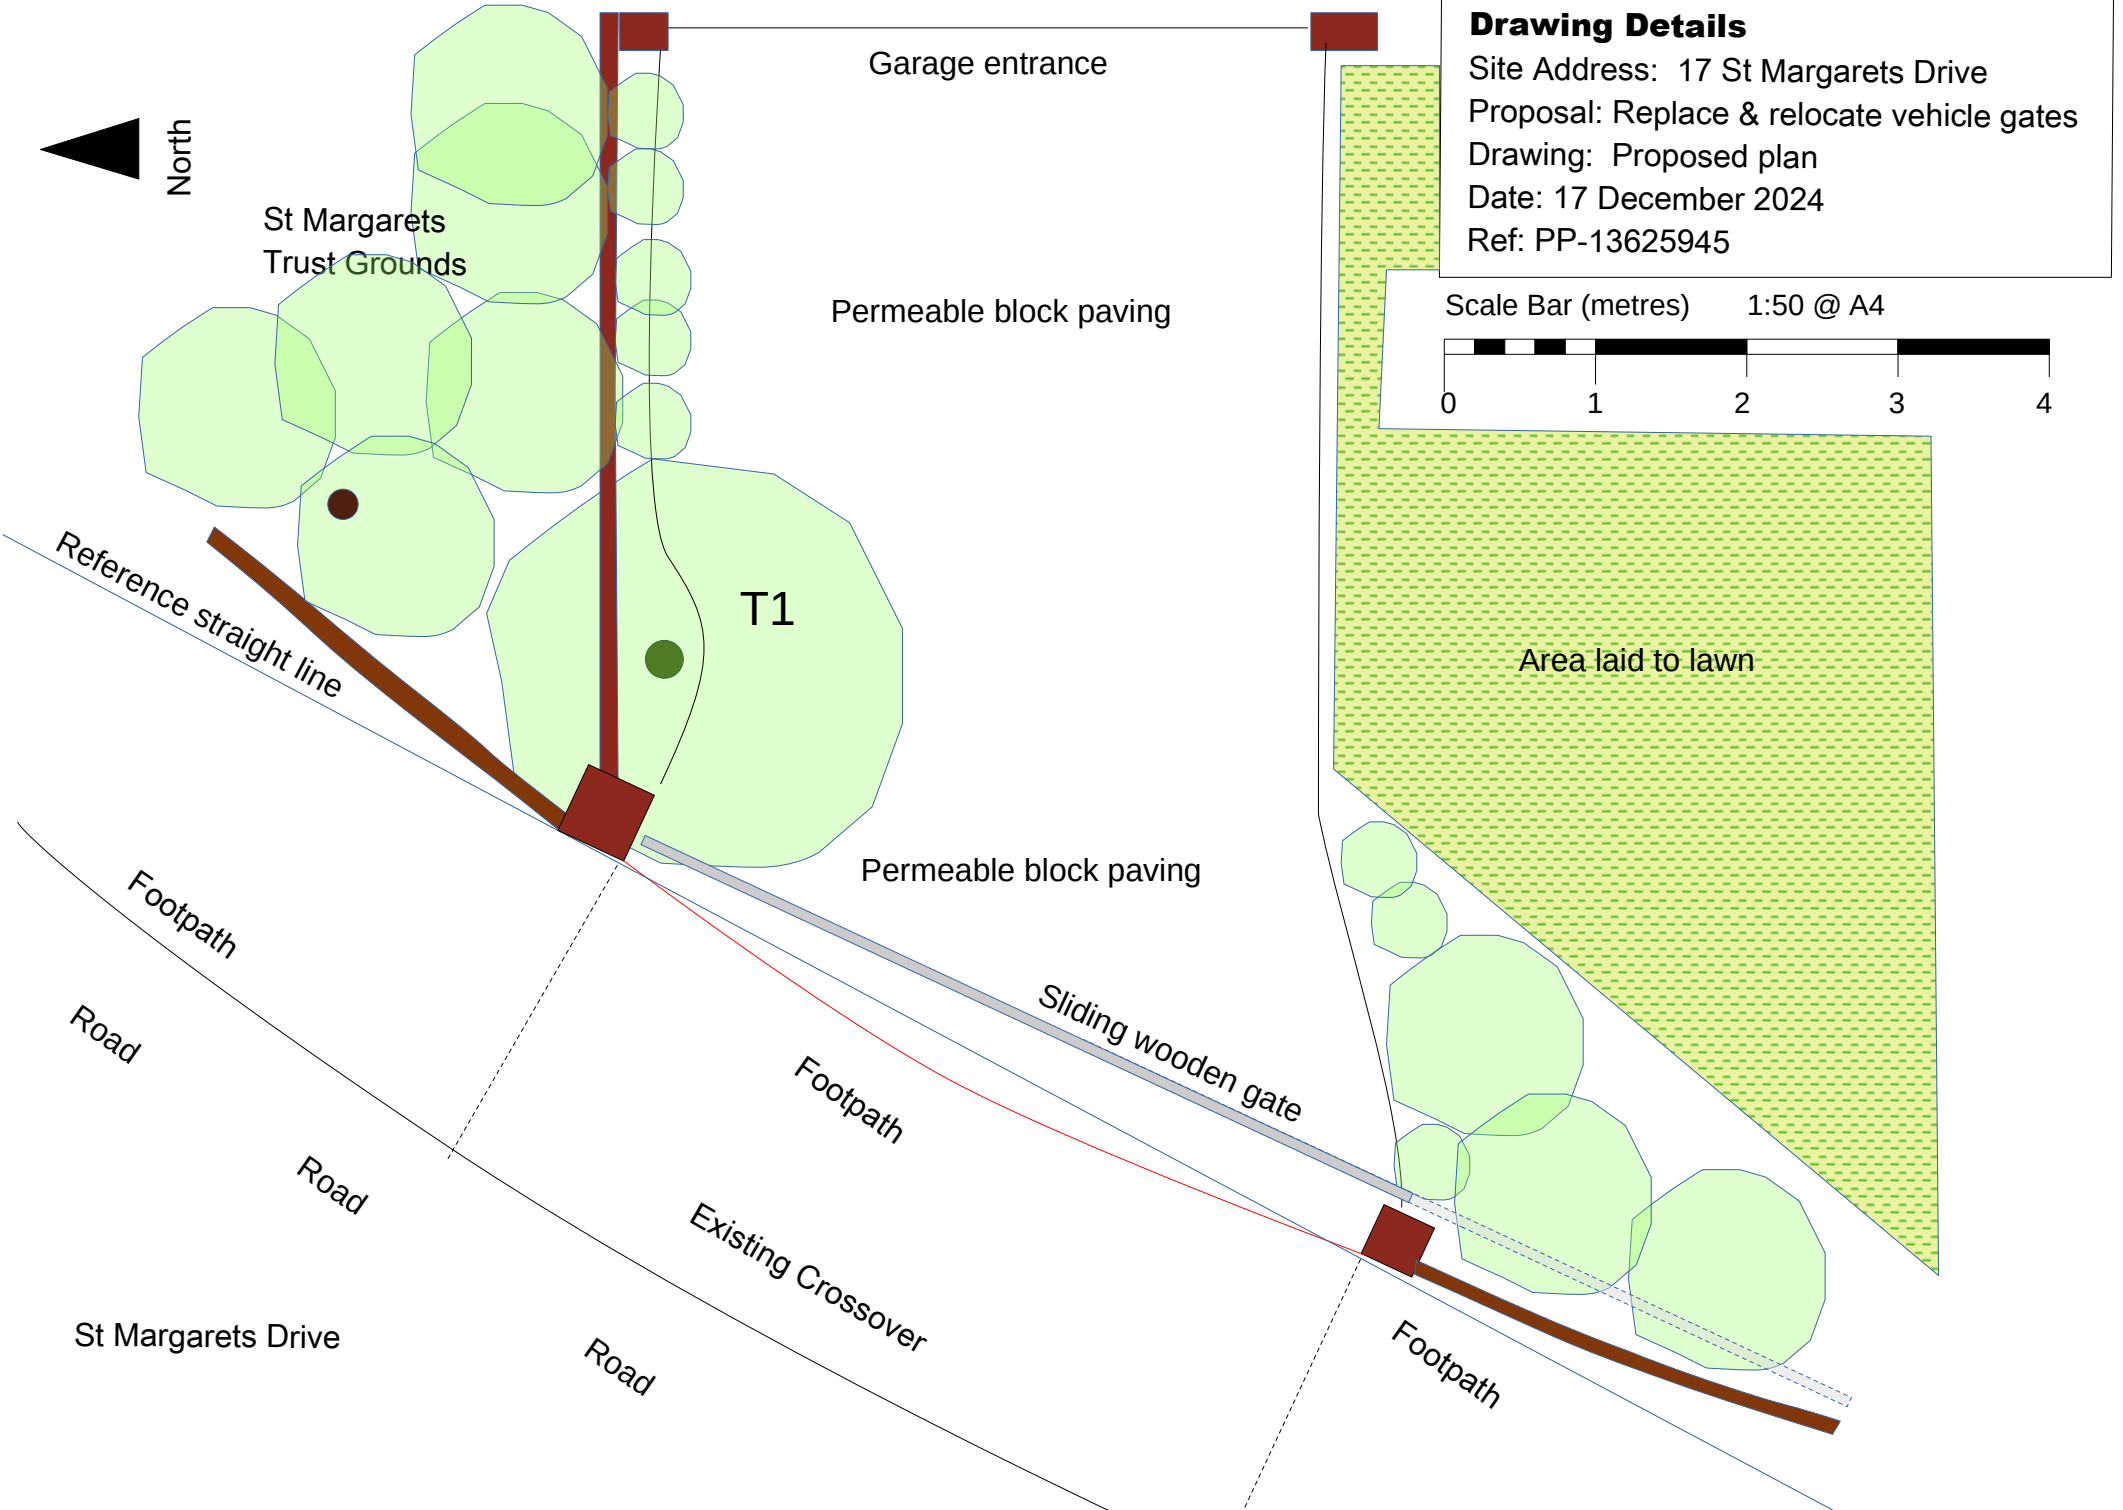 Drawing Details
Site Address: 17 St Margarets Drive
Proposal: Replace & relocate vehicle gates
Drawing: Proposed plan
Date: 17 December 2024
Ref: PP-13625945
Garage entrance
North
St Margarets
Trust Grounds
Permeable block paving
Scale Bar (metres) 1:50 @ A4
0 1 2 3 4
Reference straight line
T1
Area laid to lawn
Permeable block paving
Footpath
Road
Sliding wooden gate
Footpath
Road
Existing Crossover
St Margarets Drive
Road
Footpath